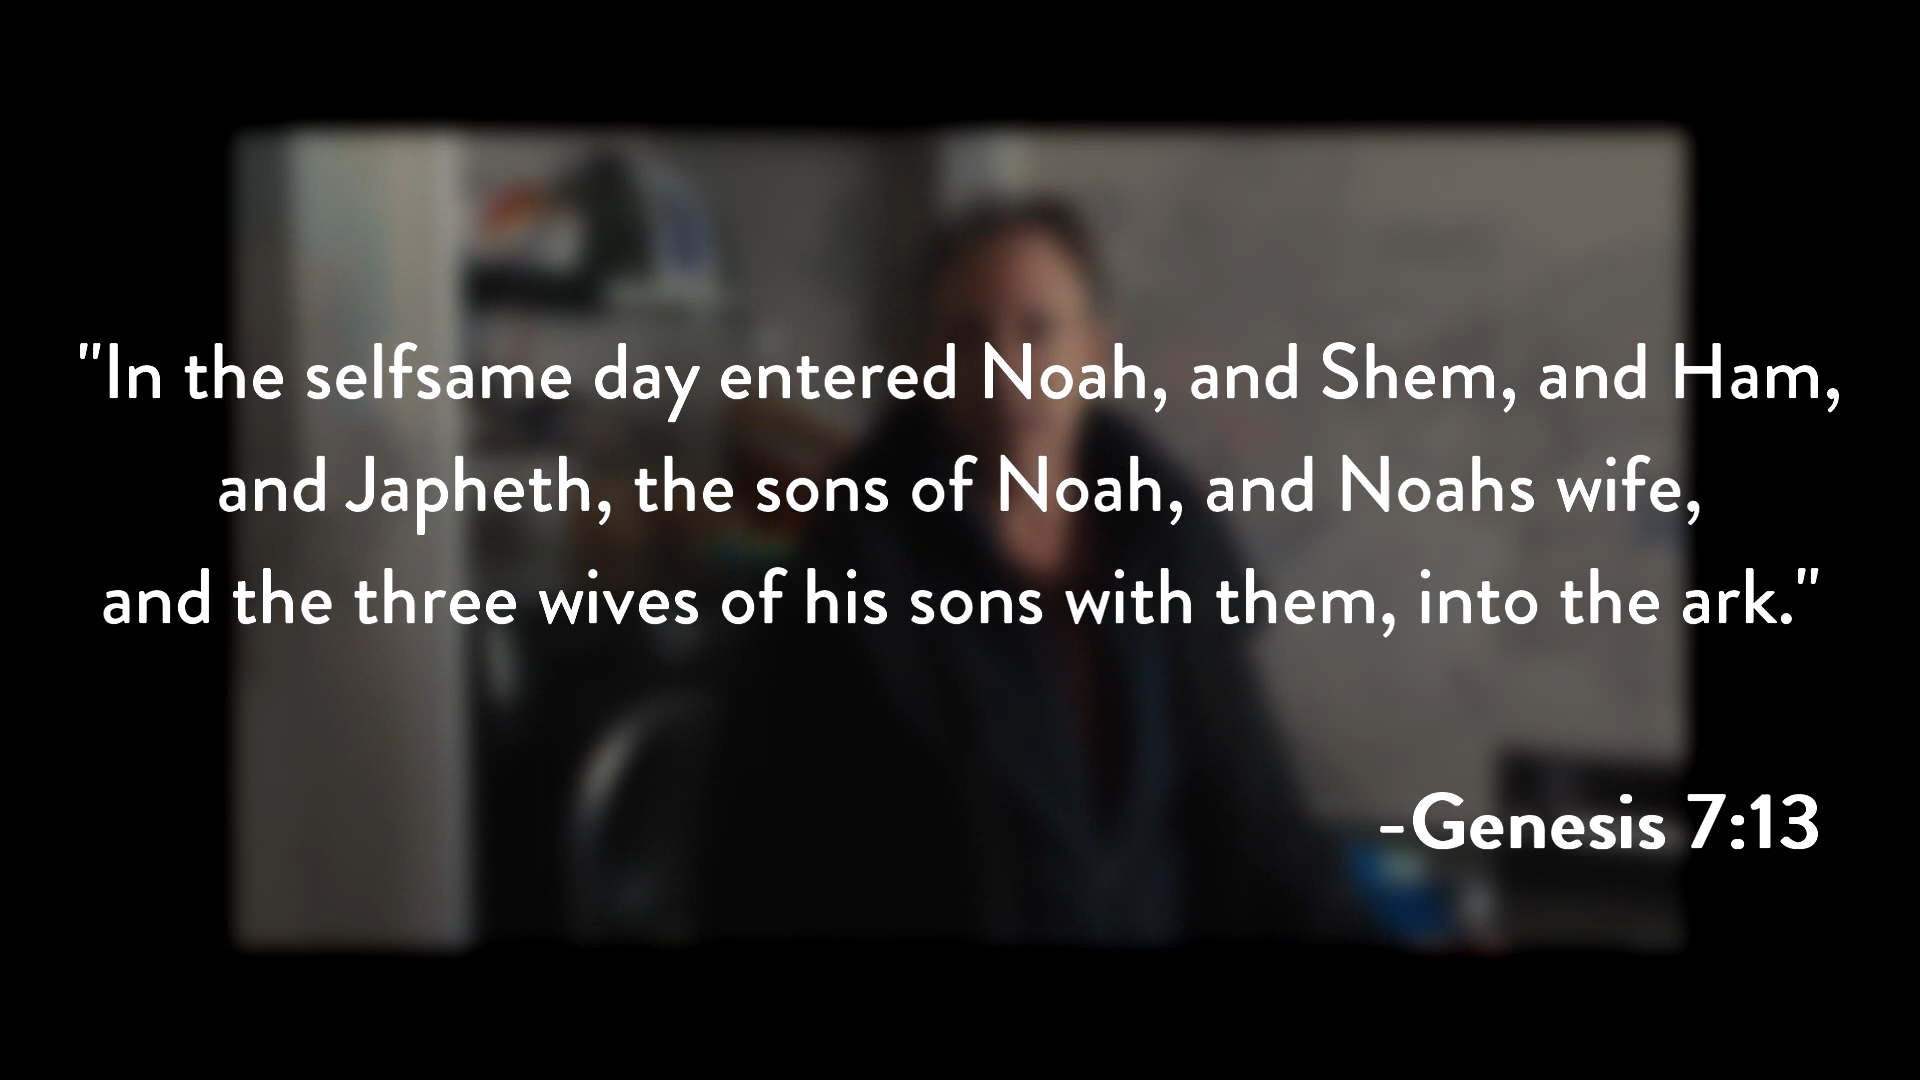 "In the selfsame day entered Noah, and Shem, and Ham,
and Japheth, the sons of Noah, and Noahs wife,
and the three wives of his sons with them, into the ark."
-Genesis 7:13